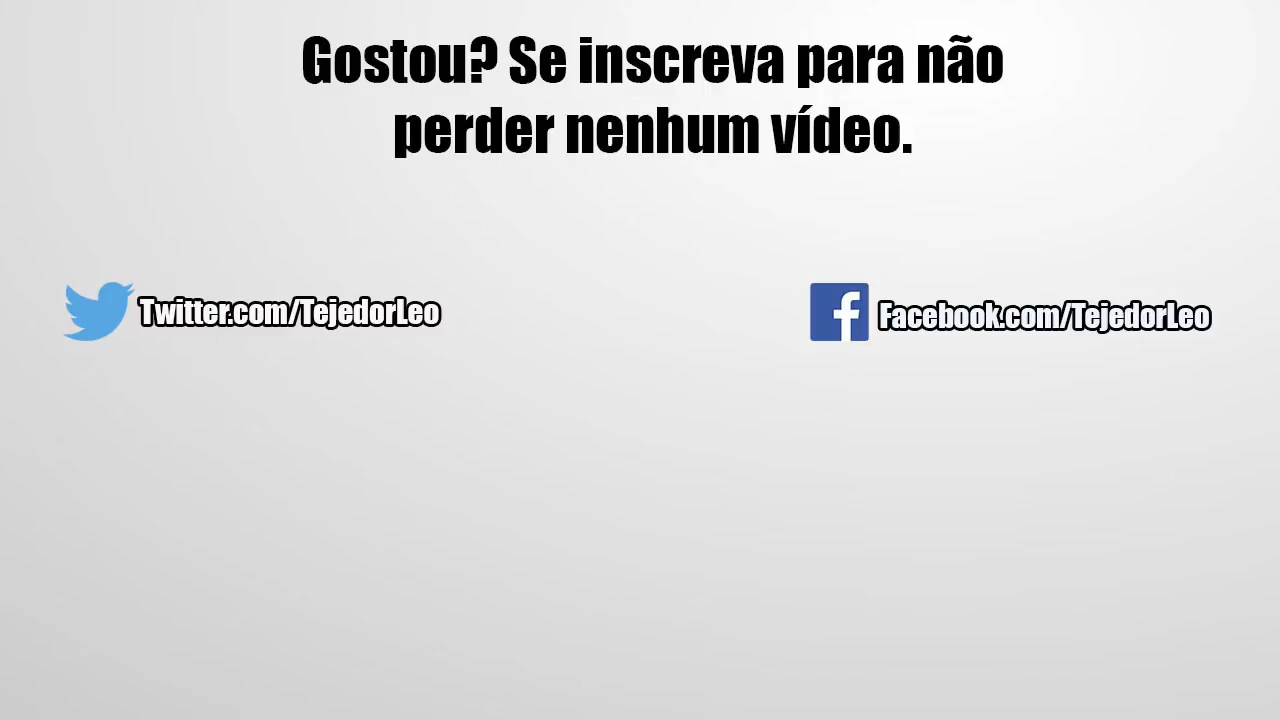 Gostou? Se inscreva para não
perder nenhum vídeo.
Twitter.com/TejedorLeo
Facebook.com/TejedorLeo